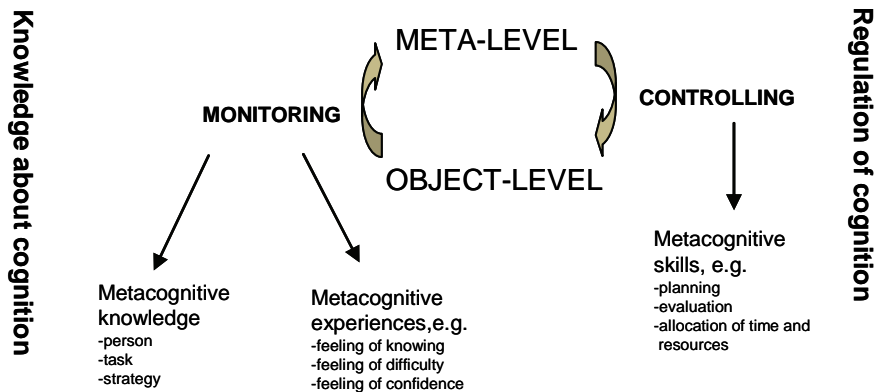 Knowledge about cognition
META-LEVEL
MONITORING
CONTROLLING
OBJECT-LEVEL
Metacognitive
knowledge
-person
-task
-strategy
Metacognitive
experiences,e.g.
-feeling of knowing
-feeling of difficulty
-feeling of confidence
Metacognitive
skills, e.g.
-planning
-evaluation
-allocation of time and
resources
Regulation of cognition